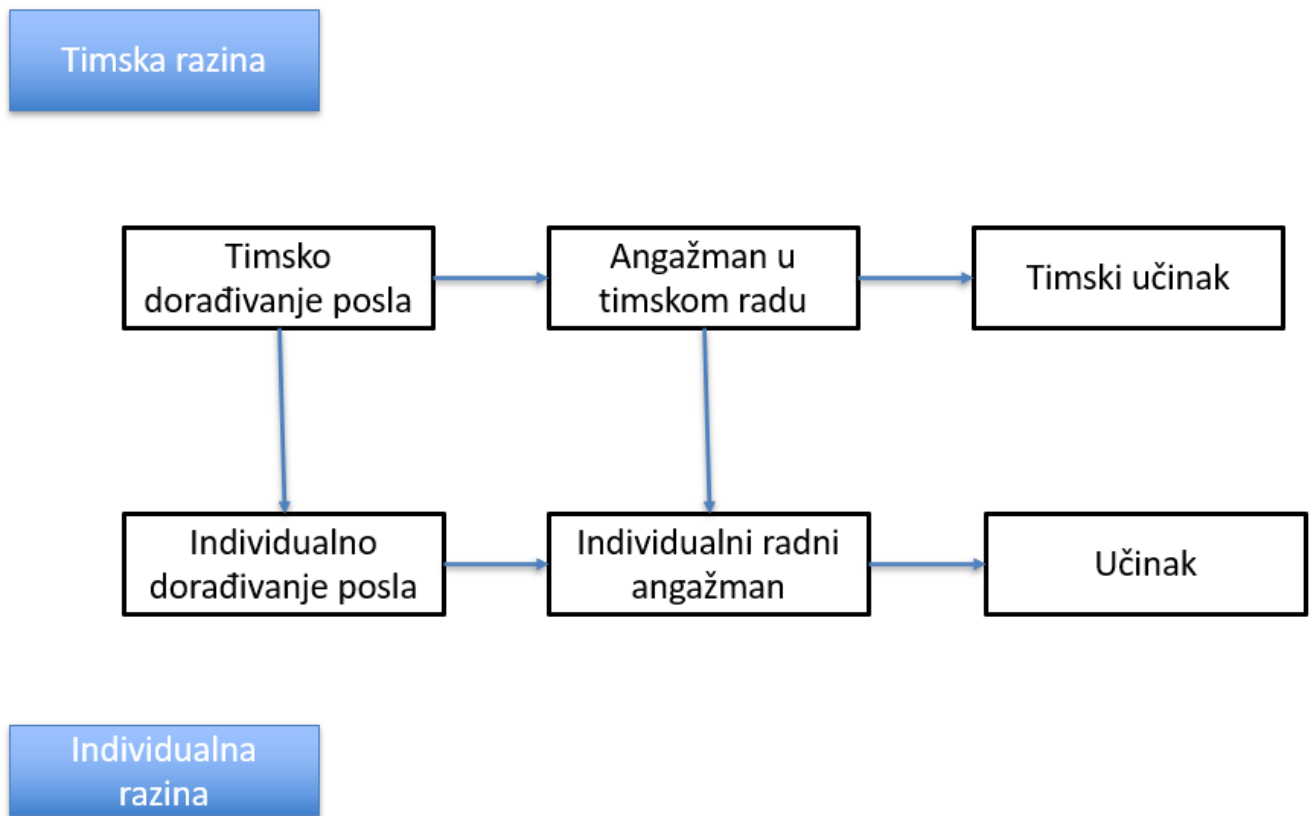 Timska razina
Timsko
dorađivanje posla
Angažman u
timskom radu
Timski učinak
Individualno
dorađivanje posla
Individualni radni
angažman
Učinak
Individualna
razina